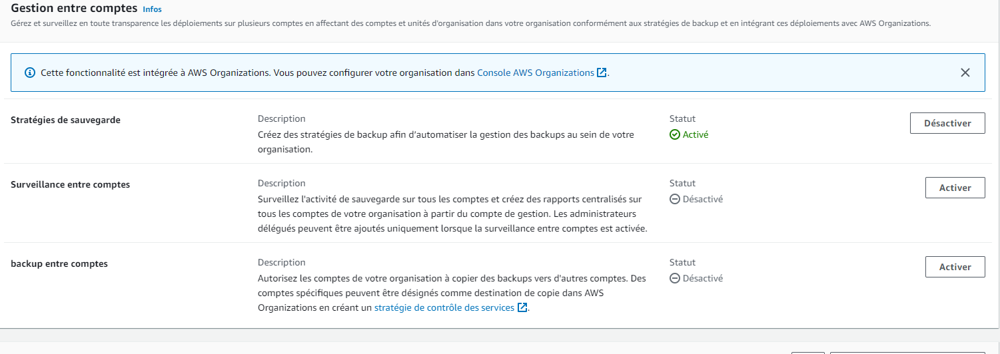 Gestion entre comptes Infos
Gérez et surveillez en toute transparence les déploiements sur plusieurs comptes en affectant des comptes et unités d'organisation dans votre organisation conformément aux stratégies de backup et en intégrant ces déploiements avec AWS Organizations.
Cette fonctionnalité est intégrée à AWS Organizations. Vous pouvez configurer votre organisation dans Console AWS Organizations.
Stratégies de sauvegarde
Description
Créez des stratégies de backup afin d'automatiser la gestion des backups au sein de votre
organisation.
Statut
Activé
Désactiver
Surveillance entre comptes
Description
Surveillez l'activité de sauvegarde sur tous les comptes et créez des rapports centralisés sur
tous les comptes de votre organisation à partir du compte de gestion. Les administrateurs
délégués peuvent être ajoutés uniquement lorsque la surveillance entre comptes est activée.
Statut
Désactivé
Activer
backup entre comptes
Description
Autorisez les comptes de votre organisation à copier des backups vers d'autres comptes. Des
comptes spécifiques peuvent être désignés comme destination de copie dans AWS
Organizations en créant un stratégie de contrôle des services.
Statut
Désactivé
Activer